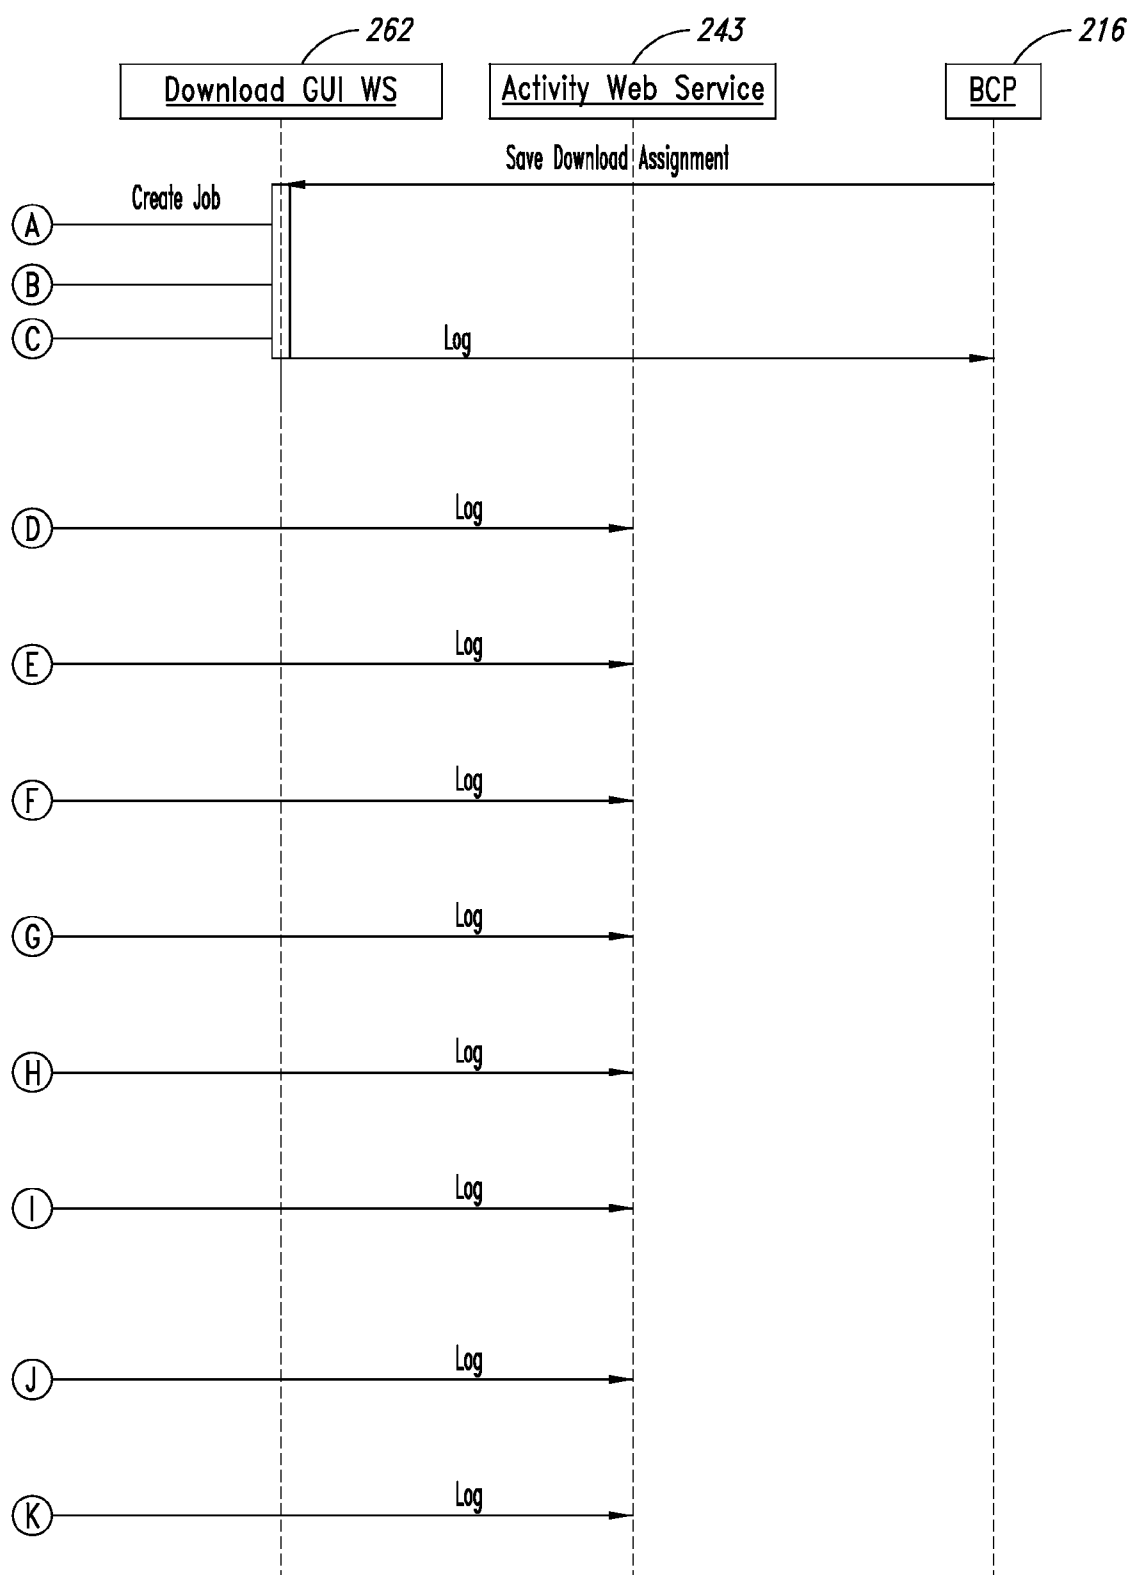 262
243
216
Download GUI WS
Activity Web Service
BCP
Save Download Assignment
Create Job
A
B
C
Log
D
Log
E
Log
F
Log
G
Log
H
Log
I
Log
J
Log
K
Log